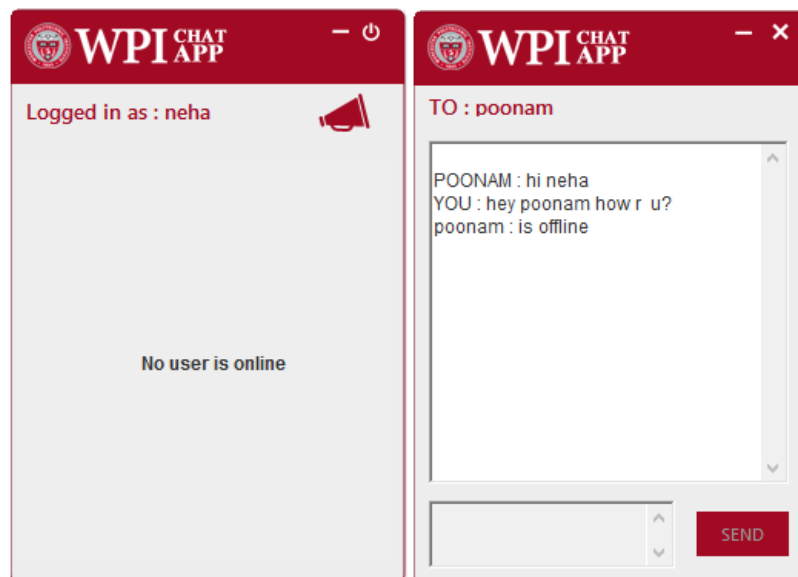 WPI CHAT APP
Logged in as : neha
No user is online
WPI CHAT APP
TO : poonam
POONAM : hi neha
YOU : hey poonam how r u?
poonam : is offline
SEND